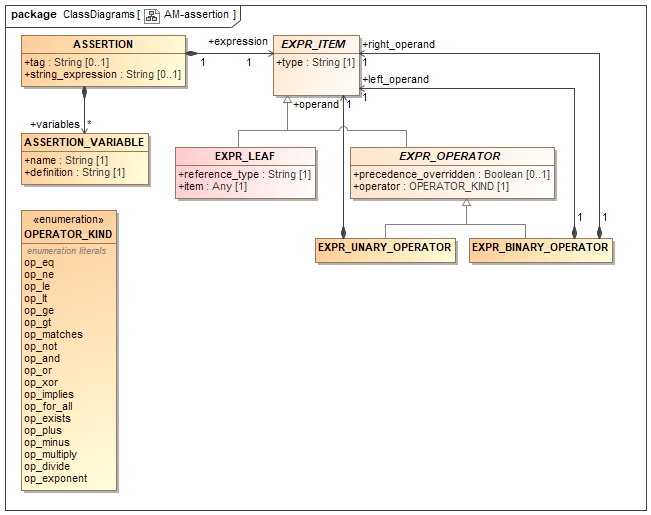 package ClassDiagrams [ AM-assertion ]
ASSERTION
+tag : String [0..1]
+string_expression : String [0..1]
+expression
1
1
EXPR_ITEM
+type : String [1]
+right_operand
1
+left_operand
1
+operand
1
+variables
*
ASSERTION_VARIABLE
+name : String [1]
+definition : String [1]
EXPR_LEAF
+reference_type : String [1]
+item : Any [1]
EXPR_OPERATOR
+precedence_overridden : Boolean [0..1]
+operator : OPERATOR_KIND [1]
1
1
1
EXPR_UNARY_OPERATOR
EXPR_BINARY_OPERATOR
«enumeration»
OPERATOR_KIND
enumeration literals
op_eq
op_ne
op_le
op_lt
op_ge
op_gt
op_matches
op_not
op_and
op_or
op_xor
op_implies
op_for_all
op_exists
op_plus
op_minus
op_multiply
op_divide
op_exponent